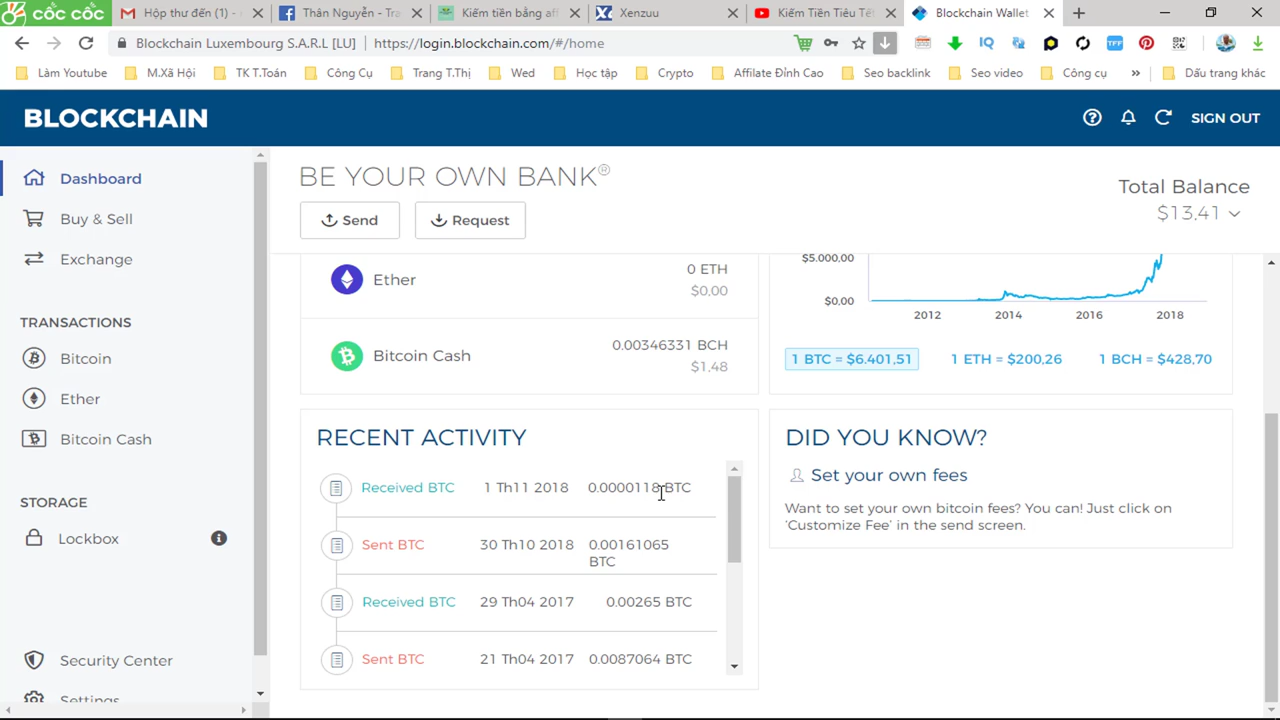 cốc cốc
Hộp thư đến (1) -
Thân Nguyễn - Tra
Kiếm tiền bằng aff
Xenzuu
Kiếm Tiền Tiêu Tết
Blockchain Wallet
Blockchain Luxembourg S.A.R.L [LU]
https://login.blockchain.com/#/home
IQ
TFF
Làm Youtube
M.Xã Hội
TK T.Toán
Công Cụ
Trang T.Thị
Wed
Học tập
Crypto
Affilate Đỉnh Cao
Seo backlink
Seo video
Công cụ
»
Dấu trang khác
BLOCKCHAIN
SIGN OUT
Dashboard
Buy & Sell
Exchange
TRANSACTIONS
Bitcoin
Ether
Bitcoin Cash
STORAGE
Lockbox
Security Center
Settings
BE YOUR OWN BANK®
Send
Request
Total Balance
$13,41
Ether
0 ETH
$0,00
Bitcoin Cash
0.00346331 BCH
$1,48
$5.000,00
$0,00
2012
2014
2016
2018
1 BTC = $6.401,51
1 ETH = $200,26
1 BCH = $428,70
RECENT ACTIVITY
Received BTC 1 Th11 2018 0.0000118 BTC
Sent BTC 30 Th10 2018 0.00161065
BTC
Received BTC 29 Th04 2017 0.00265 BTC
Sent BTC 21 Th04 2017 0.0087064 BTC
DID YOU KNOW?
Set your own fees
Want to set your own bitcoin fees? You can! Just click on
‘Customize Fee’ in the send screen.